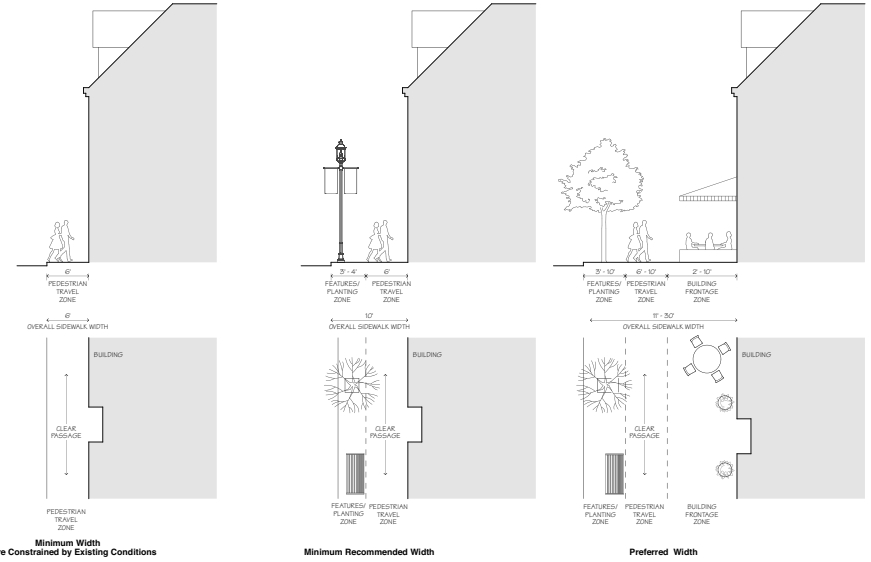 6'
PEDESTRIAN
TRAVEL
ZONE
6'
OVERALL SIDEWALK WIDTH
BUILDING
CLEAR
PASSAGE
PEDESTRIAN
TRAVEL
ZONE
Minimum Width
Constrained by Existing Conditions
3' - 4'
6'
FEATURES/
PLANTING
ZONE
PEDESTRIAN
TRAVEL
ZONE
10'
OVERALL SIDEWALK WIDTH
BUILDING
CLEAR
PASSAGE
FEATURES/
PLANTING
ZONE
PEDESTRIAN
TRAVEL
ZONE
Minimum Recommended Width
3' - 10'
6' - 10'
2' - 10'
FEATURES/
PLANTING
ZONE
PEDESTRIAN
TRAVEL
ZONE
BUILDING
FRONTAGE
ZONE
11' - 30'
OVERALL SIDEWALK WIDTH
BUILDING
CLEAR
PASSAGE
FEATURES/
PLANTING
ZONE
PEDESTRIAN
TRAVEL
ZONE
BUILDING
FRONTAGE
ZONE
Preferred Width